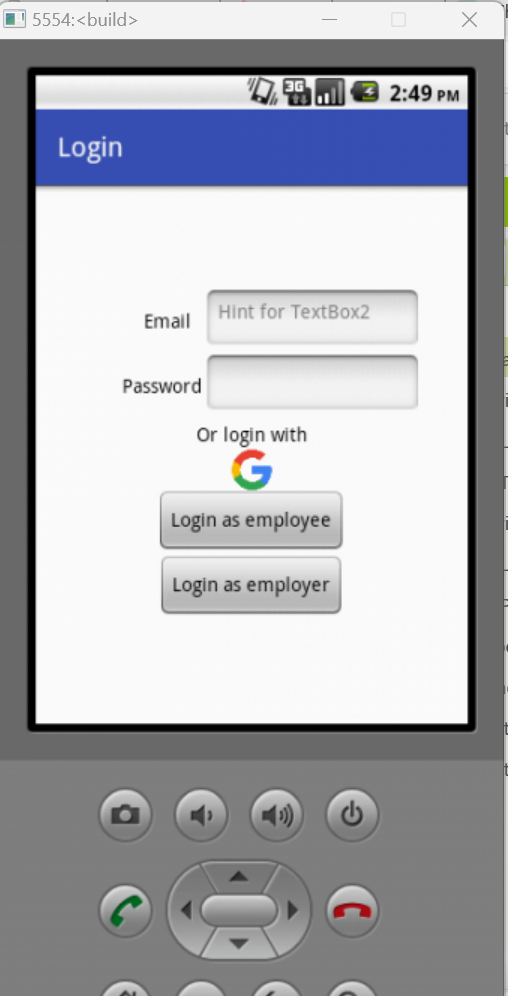 5554:<build>
3G
2:49 PM
Login
Email
Hint for TextBox2
Password
Or login with
G
Login as employee
Login as employer